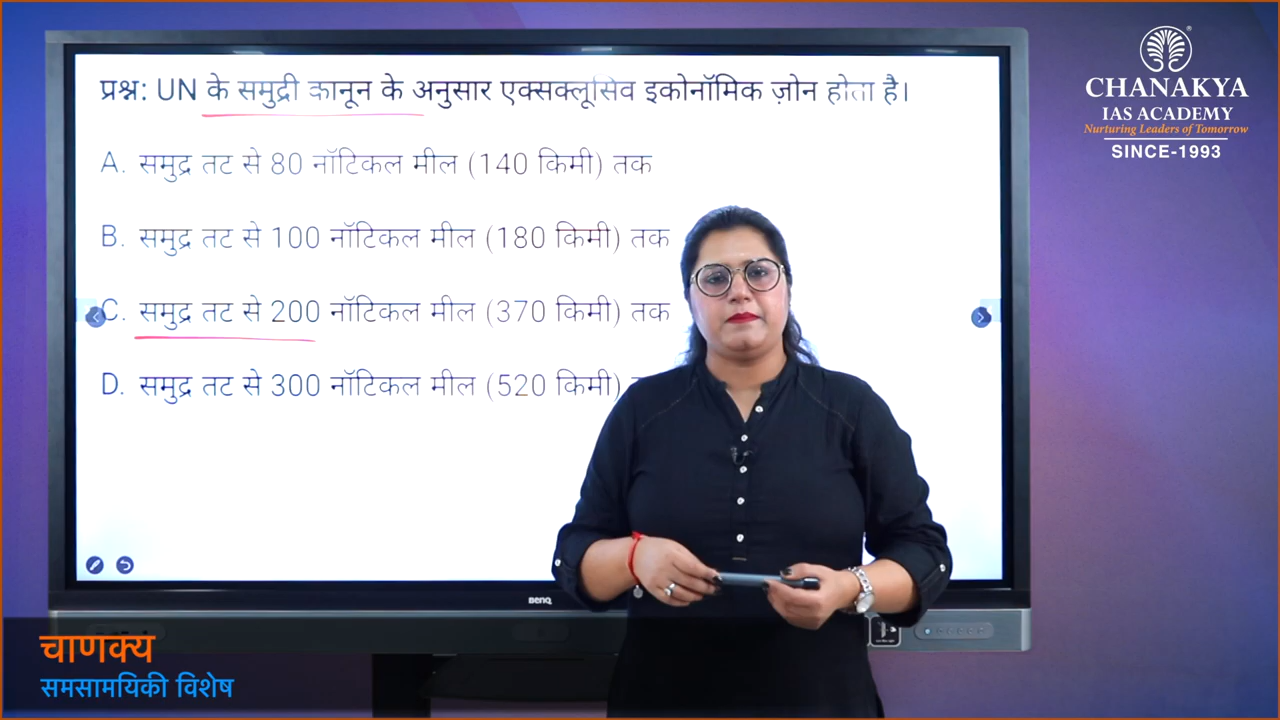 प्रश्न: UN के समुद्री कानून के अनुसार एक्सक्लूसिव इकोनॉमिक ज़ोन होता है।
A. समुद्र तट से 80 नॉटिकल मील (140 किमी) तक
B. समुद्र तट से 100 नॉटिकल मील (180 किमी) तक
C. समुद्र तट से 200 नॉटिकल मील (370 किमी) तक
D. समुद्र तट से 300 नॉटिकल मील (520 किमी)
CHANAKYA
IAS ACADEMY
Nurturing Leaders of Tomorrow
SINCE-1993
BenQ
चाणक्य
समसामयिकी विशेष